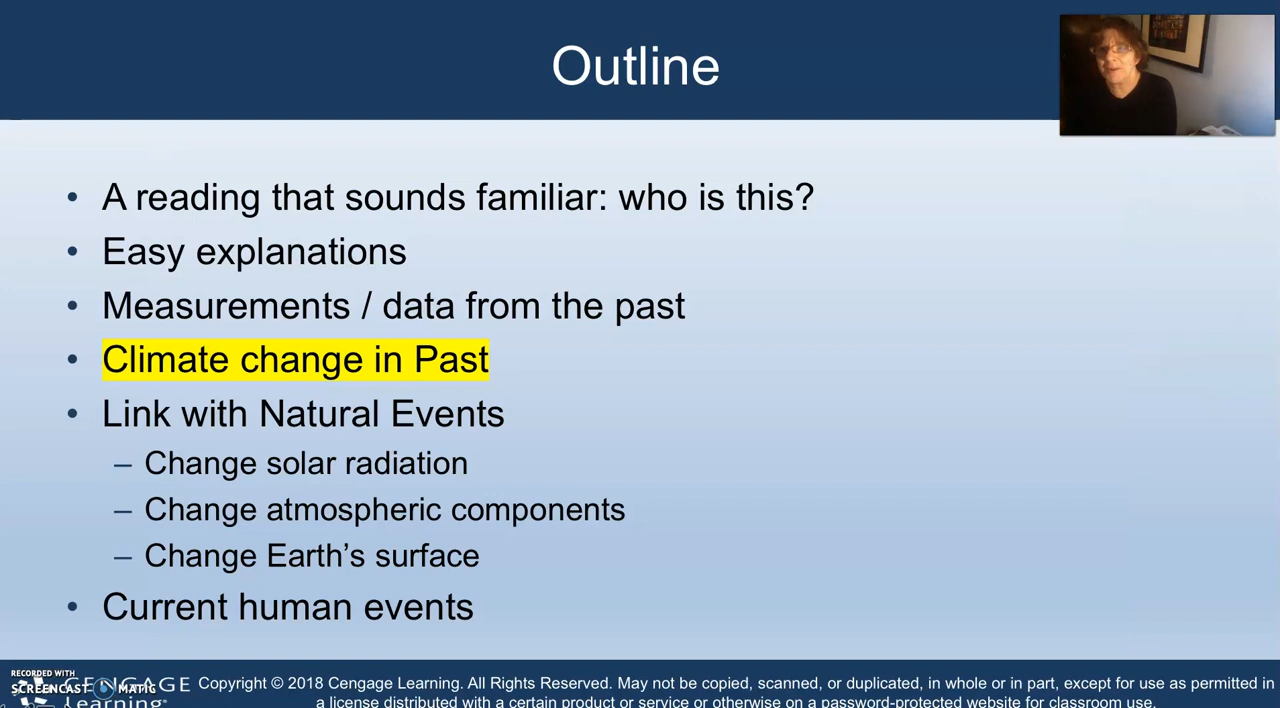 Outline
• A reading that sounds familiar: who is this?
• Easy explanations
• Measurements / data from the past
• Climate change in Past
• Link with Natural Events
– Change solar radiation
– Change atmospheric components
– Change Earth’s surface
• Current human events
RECORDED WITH
SCREENCAST MATIC
CENGAGE
Learning®
Copyright © 2018 Cengage Learning. All Rights Reserved. May not be copied, scanned, or duplicated, in whole or in part, except for use as permitted in
a license distributed with a certain product or service or otherwise on a password-protected website for classroom use.